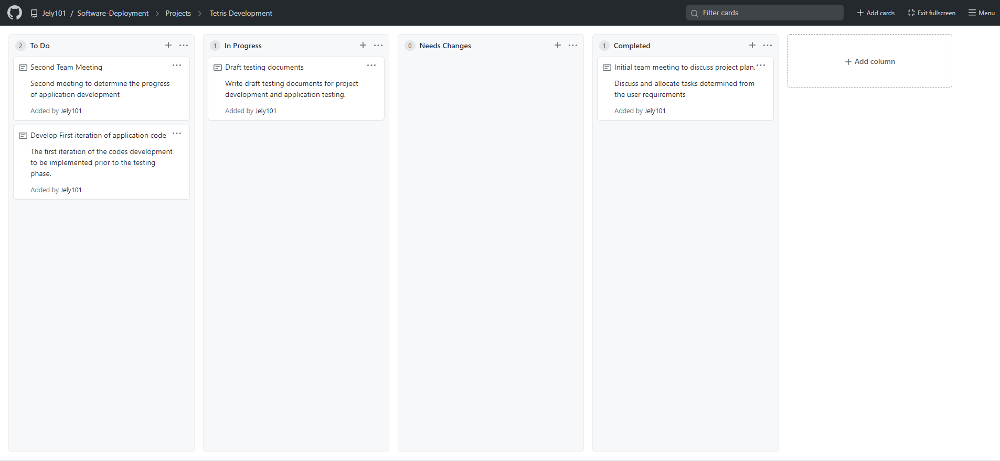 Jely101 / Software-Deployment > Projects > Tetris Development
Filter cards
Add cards
Exit fullscreen
Menu
2 To Do
Second Team Meeting
Second meeting to determine the progress
of application development
Added by Jely101
Develop First iteration of application code
The first iteration of the codes development
to be implemented prior to the testing
phase.
Added by Jely101
1 In Progress
Draft testing documents
Write draft testing documents for project
development and application testing.
Added by Jely101
0 Needs Changes
1 Completed
Initial team meeting to discuss project plan.
Discuss and allocate tasks determined from
the user requirements
Added by Jely101
Add column